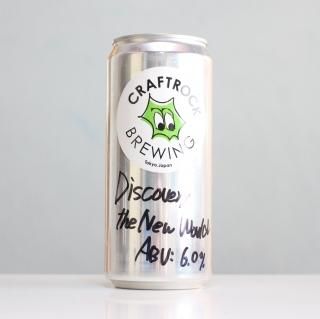 CRAFTROCK
BREWING
Tokyo, Japan
Discover
the New World
ABV: 6.0%